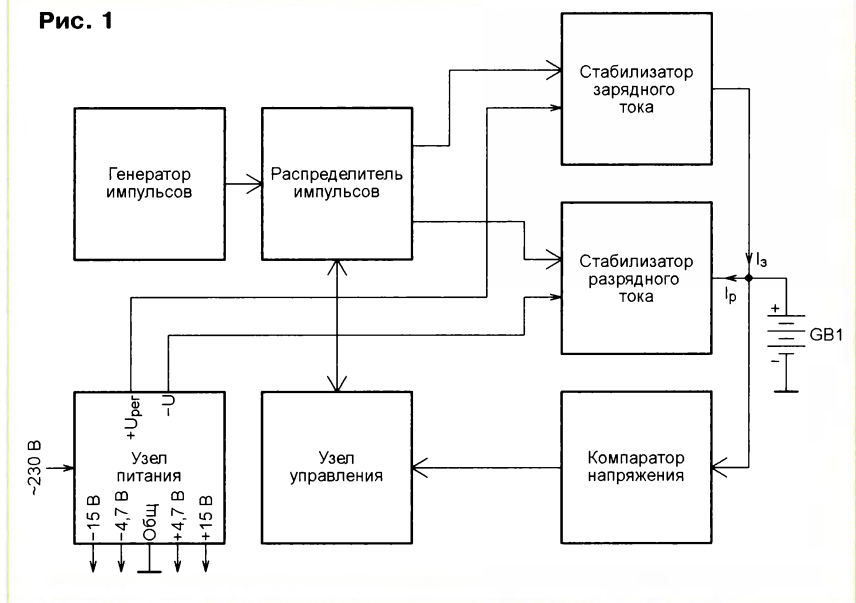 Рис. 1
Стабилизатор
зарядного
тока
Генератор
импульсов
Распределитель
импульсов
Стабилизатор
разрядного
тока
Iз
Iр
+
GB1
–
+Uрег
–U
~230 В
Узел
питания
–15 В
–4,7 В
Общ
+4,7 В
+15 В
Узел
управления
Компаратор
напряжения